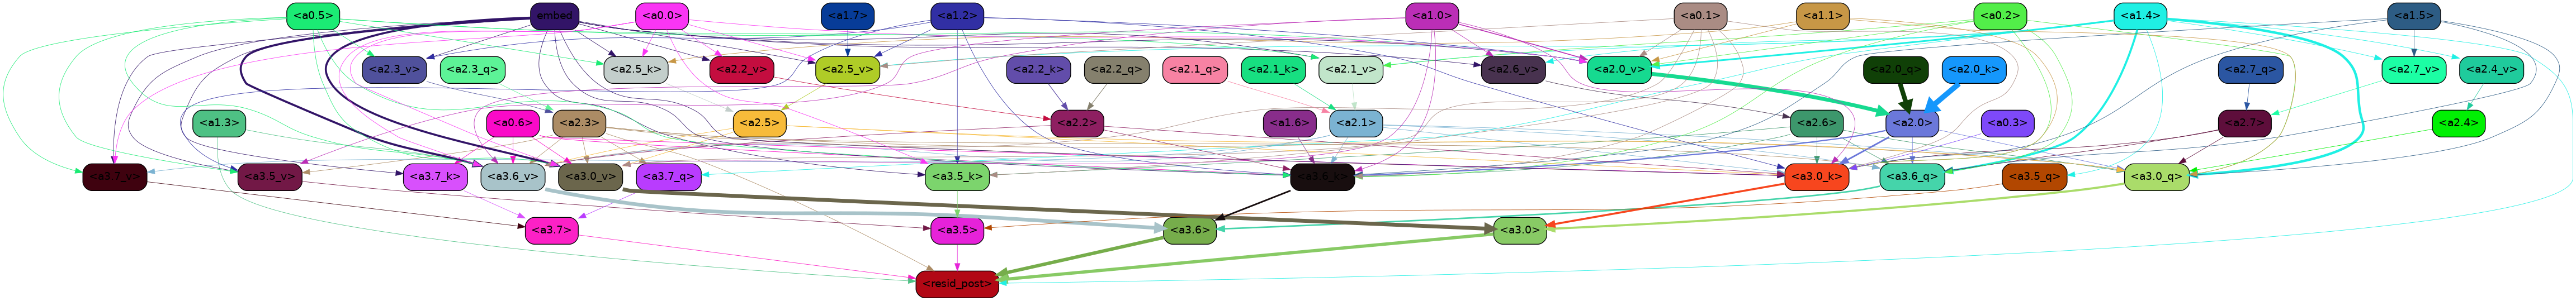 <a0.5> embed <a0.0> <a1.7> <a1.2> <a1.0> <a0.1> <a1.1> <a0.2> <a1.4> <a1.5>
<a2.3_v> <a2.3_q> <a2.5_k> <a2.2_v> <a2.5_v> <a2.2_k> <a2.2_q> <a2.1_q> <a2.1_k> <a2.1_v> <a2.6_v> <a2.0_v> <a2.0_q> <a2.0_k> <a2.7_q> <a2.7_v> <a2.4_v>
<a1.3> <a0.6> <a2.3> <a2.5> <a2.2> <a1.6> <a2.1> <a2.6> <a2.0> <a0.3> <a2.7> <a2.4>
<a3.7_v> <a3.5_v> <a3.7_k> <a3.6_v> <a3.0_v> <a3.7_q> <a3.5_k> <a3.6_k> <a3.0_k> <a3.6_q> <a3.5_q> <a3.0_q>
<a3.7> <a3.5> <a3.6> <a3.0>
<resid_post>